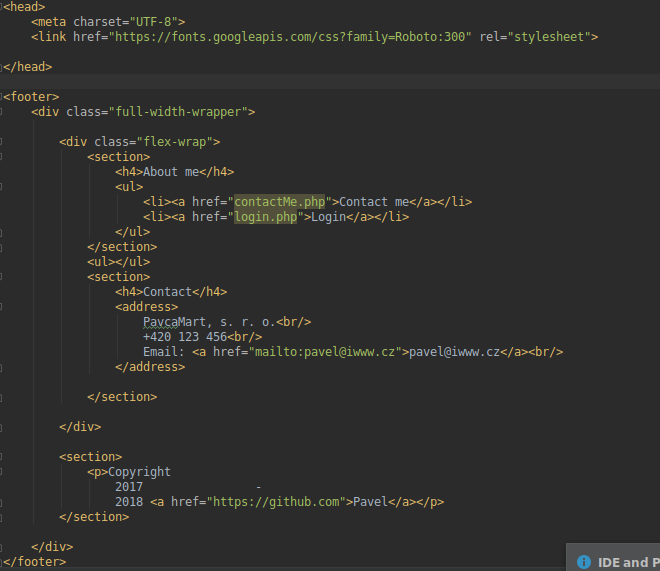 <head>
<meta charset="UTF-8">
<link href="https://fonts.googleapis.com/css?family=Roboto:300" rel="stylesheet">
</head>
<footer>
<div class="full-width-wrapper">
<div class="flex-wrap">
<section>
<h4>About me</h4>
<ul>
<li><a href="contactMe.php">Contact me</a></li>
<li><a href="login.php">Login</a></li>
</ul>
</section>
<ul></ul>
<section>
<h4>Contact</h4>
<address>
PavcaMart, s. r. o.<br/>
+420 123 456<br/>
Email: <a href="mailto:pavel@iwww.cz">pavel@iwww.cz</a><br/>
</address>
</section>
</div>
<section>
<p>Copyright
2017 -
2018 <a href="https://github.com">Pavel</a></p>
</section>
</div>
</footer>
IDE and P